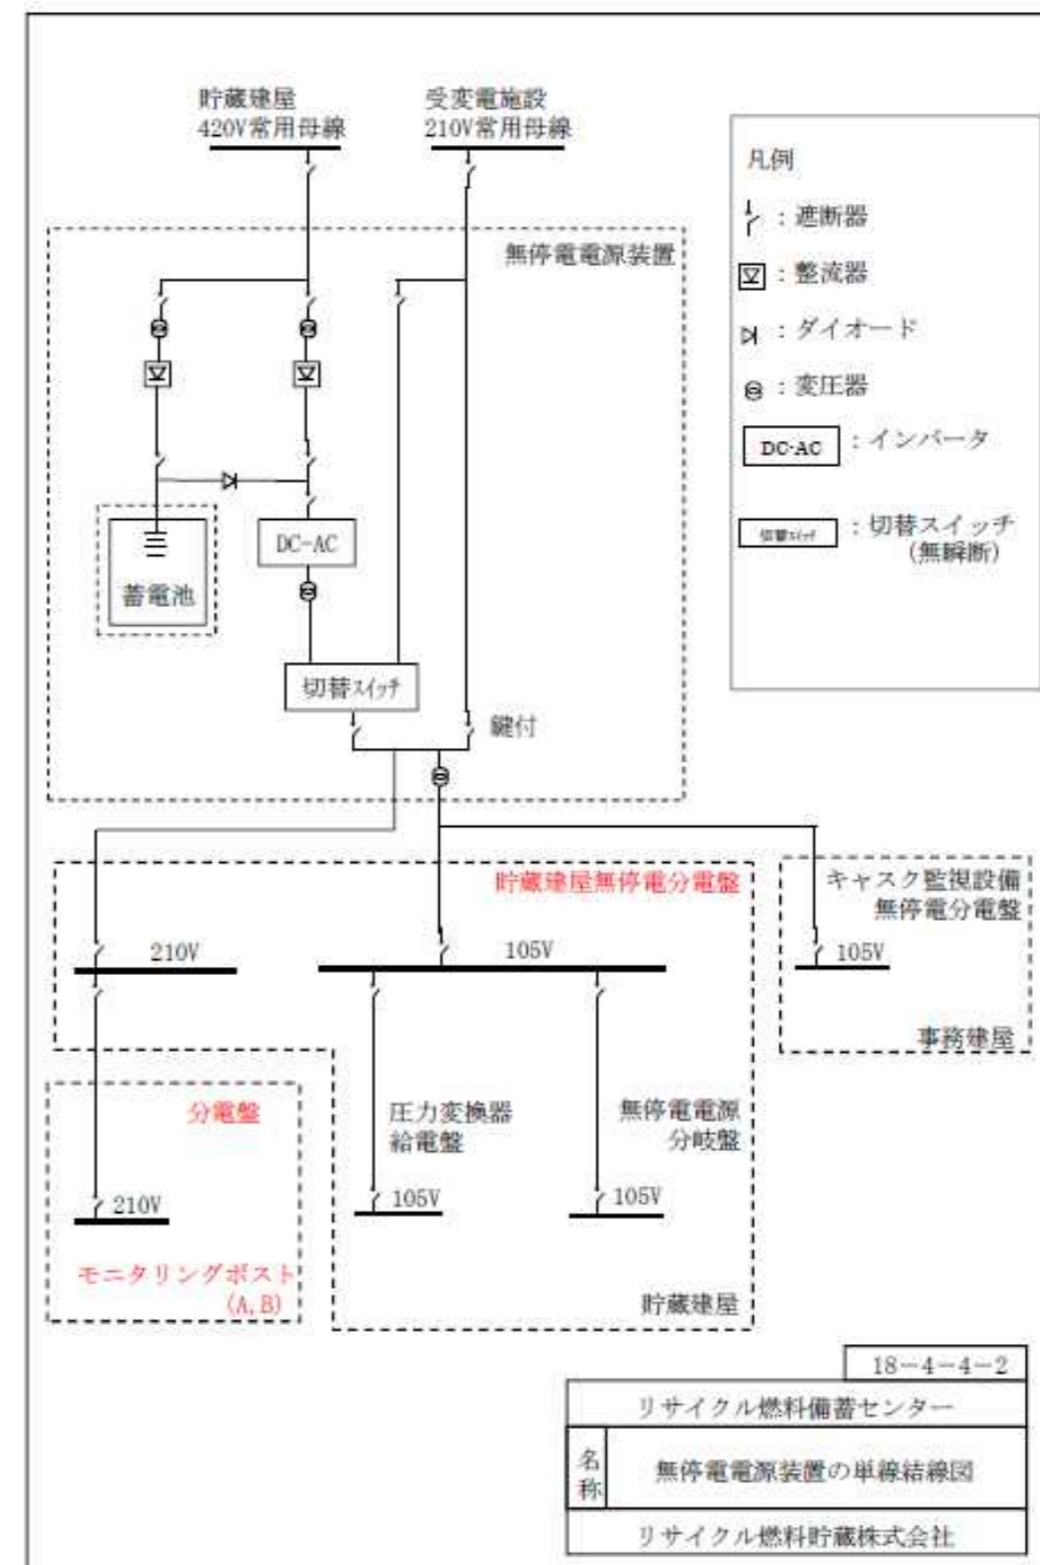 貯蔵建屋
420V常用母線
受変電施設
210V常用母線
凡例
：遮断器
：整流器
：ダイオード
：変圧器
DC-AC ：インバータ
切替スイッチ ：切替スイッチ
(無瞬断)
無停電電源装置
蓄電池
DC-AC
切替スイッチ
鍵付
貯蔵建屋無停電分電盤
キャスク監視設備
無停電分電盤
210V
105V
105V
事務建屋
分電盤
圧力変換器
給電盤
無停電電源
分岐盤
210V
105V
105V
モニタリングポスト
(A,B)
貯蔵建屋
18－4－4－2
リサイクル燃料備蓄センター
名称
無停電電源装置の単線結線図
リサイクル燃料貯蔵株式会社